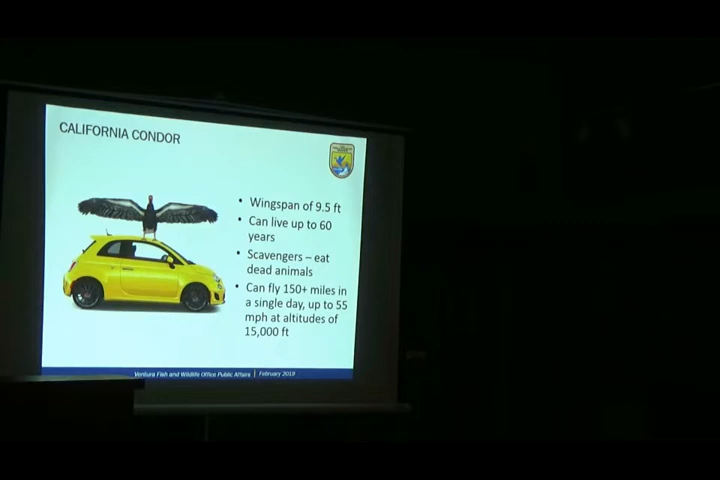 CALIFORNIA CONDOR
• Wingspan of 9.5 ft
• Can live up to 60
years
• Scavengers – eat
dead animals
• Can fly 150+ miles in
a single day, up to 55
mph at altitudes of
15,000 ft
Ventura Fish and Wildlife Office Public Affairs | February 2019